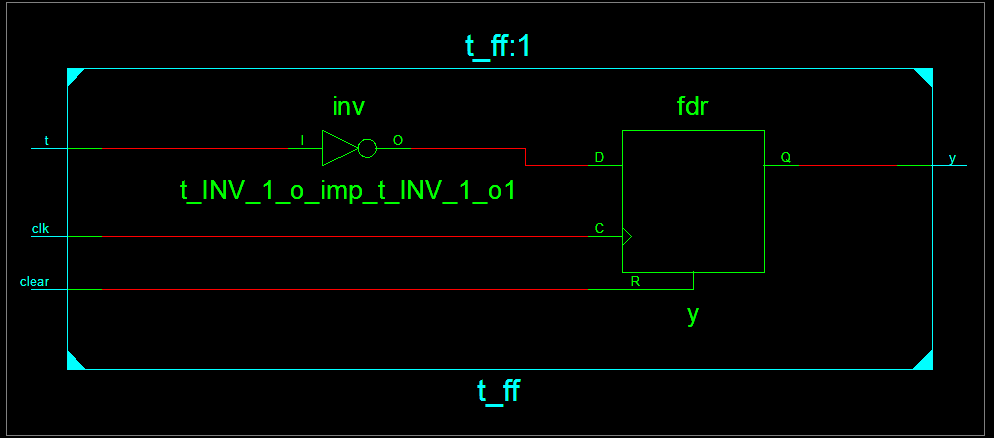 t_ff:1
inv
fdr
t
I
O
D
Q
y
t_INV_1_o_imp_t_INV_1_o1
clk
C
clear
R
y
t_ff